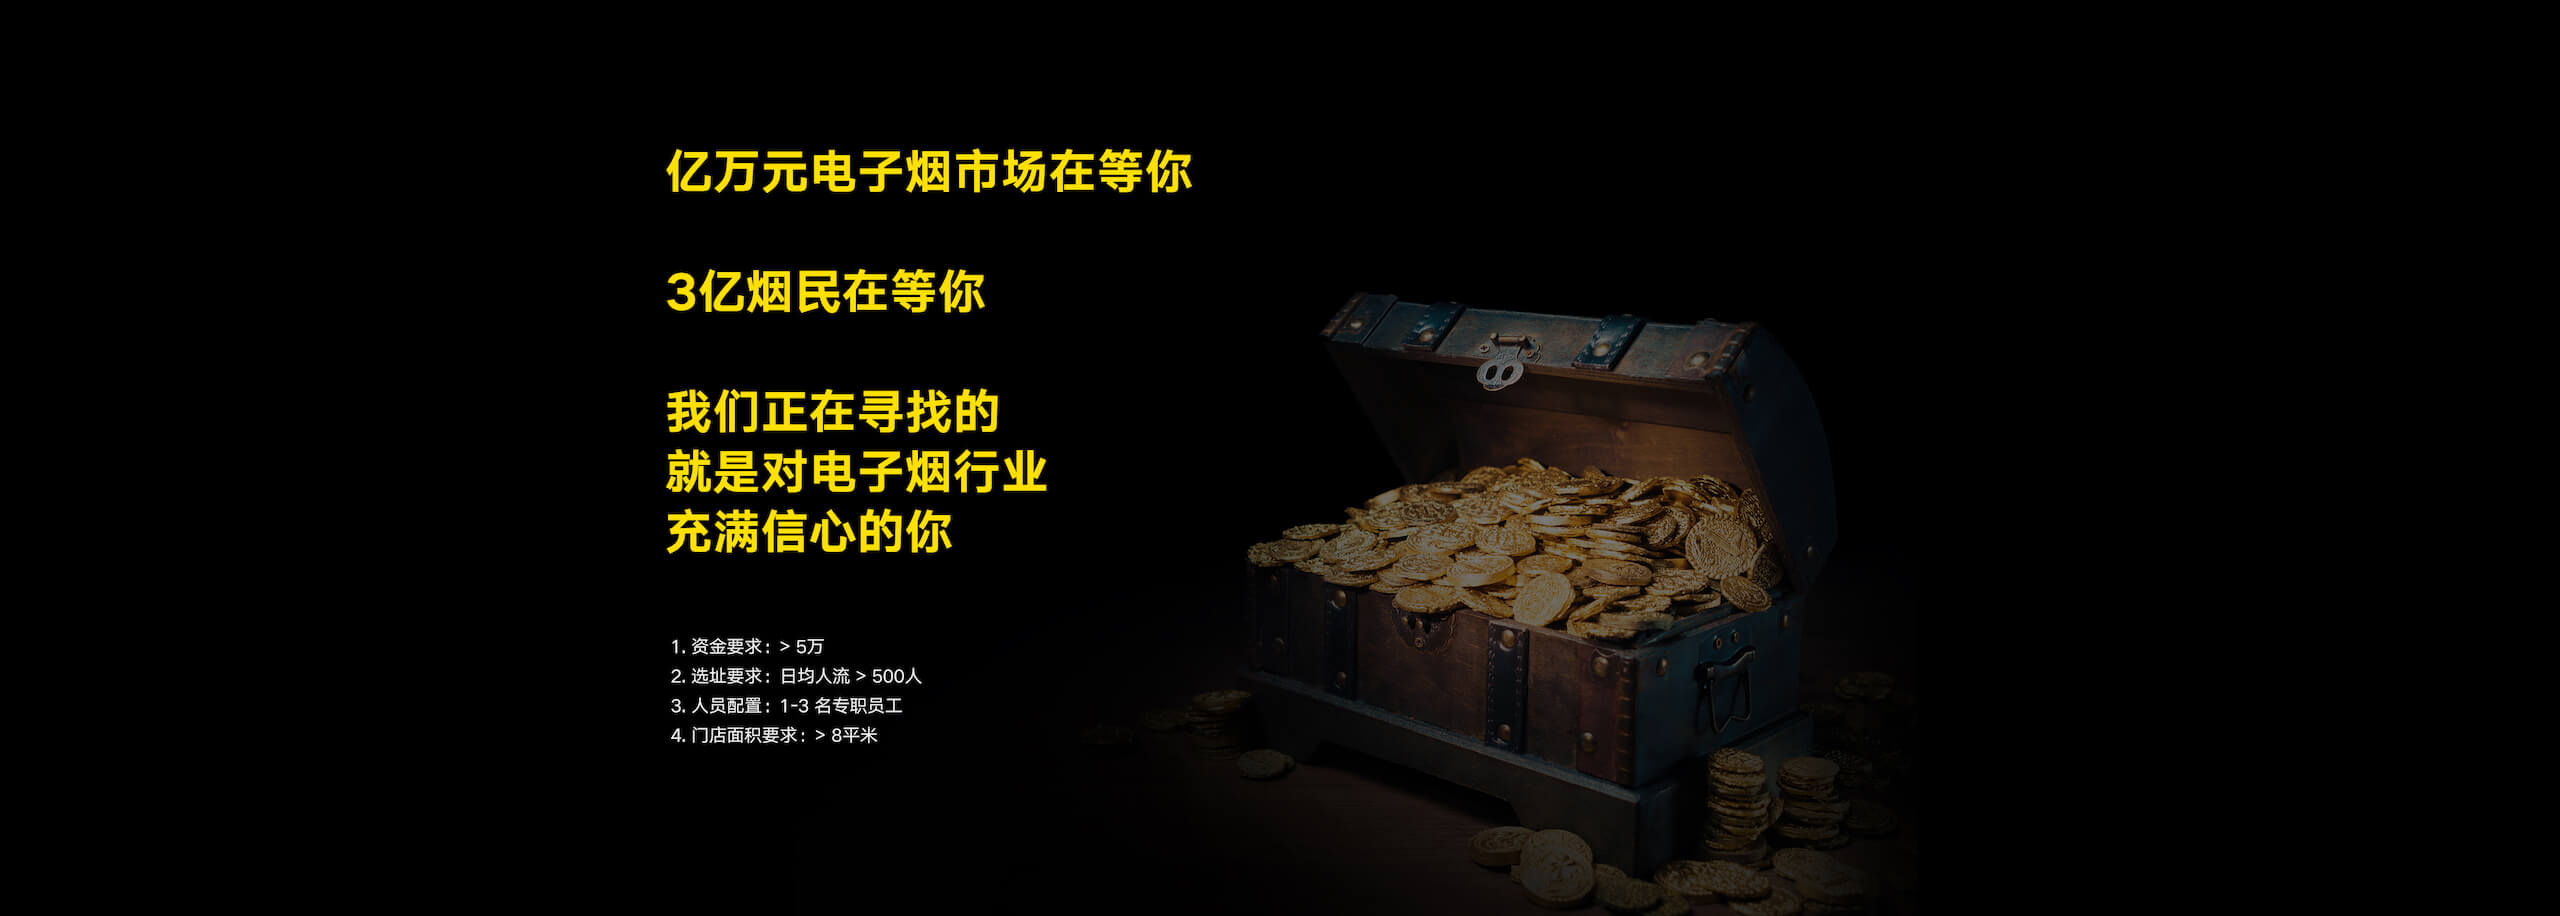 亿万元电子烟市场在等你
3亿烟民在等你
我们正在寻找的
就是对电子烟行业
充满信心的你
1. 资金要求：> 5万
2. 选址要求：日均人流 > 500人
3. 人员配置：1-3 名专职员工
4. 门店面积要求：> 8平米